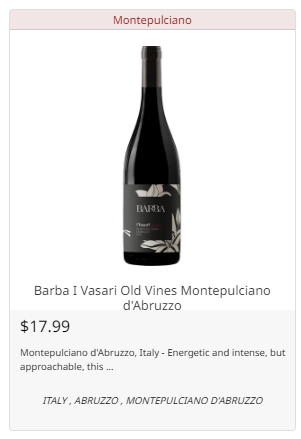 Montepulciano
BARBA
I Vasari
Barba I Vasari Old Vines Montepulciano
d'Abruzzo
$17.99
Montepulciano d'Abruzzo, Italy - Energetic and intense, but
approachable, this ...
ITALY , ABRUZZO , MONTEPULCIANO D'ABRUZZO